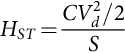 H_{ST} = \frac{CV_d^2/2}{S}